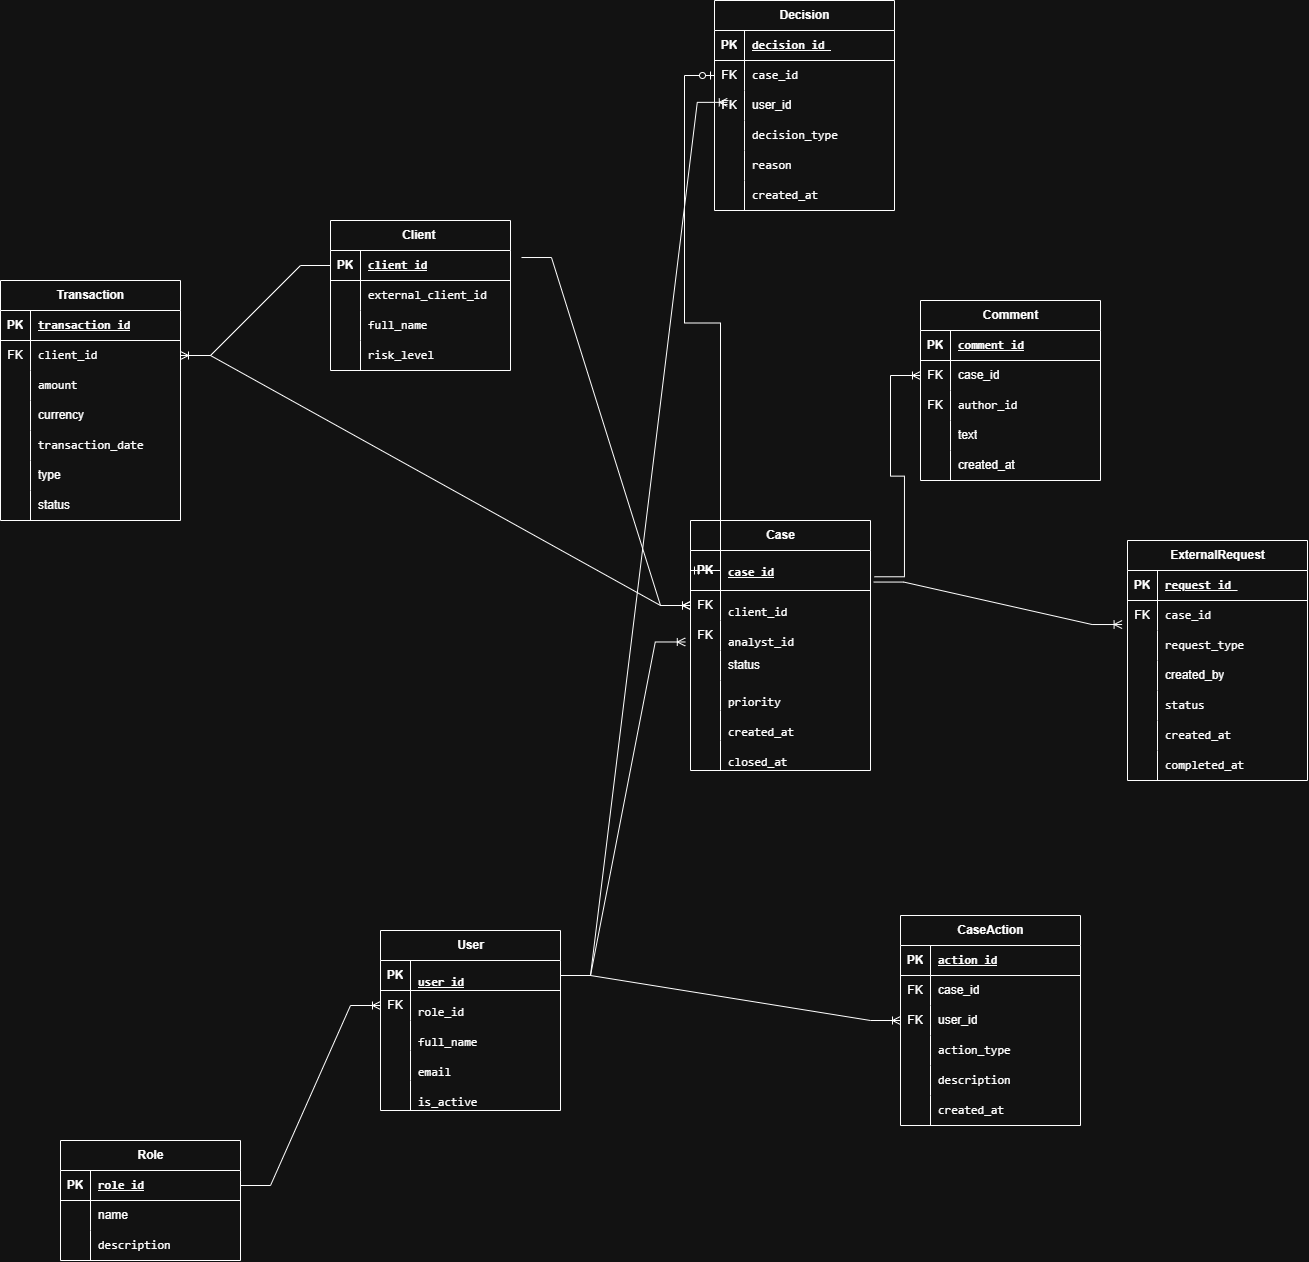 Decision
PK decision_id
FK case_id
FK user_id
decision_type
reason
created_at
Client
PK client_id
external_client_id
full_name
risk_level
Transaction
PK transaction_id
FK client_id
amount
currency
transaction_date
type
status
Comment
PK comment_id
FK case_id
FK author_id
text
created_at
Case
PK case_id
FK client_id
FK analyst_id
status
priority
created_at
closed_at
ExternalRequest
PK request_id
FK case_id
request_type
created_by
status
created_at
completed_at
User
PK user_id
FK role_id
full_name
email
is_active
CaseAction
PK action_id
FK case_id
FK user_id
action_type
description
created_at
Role
PK role_id
name
description